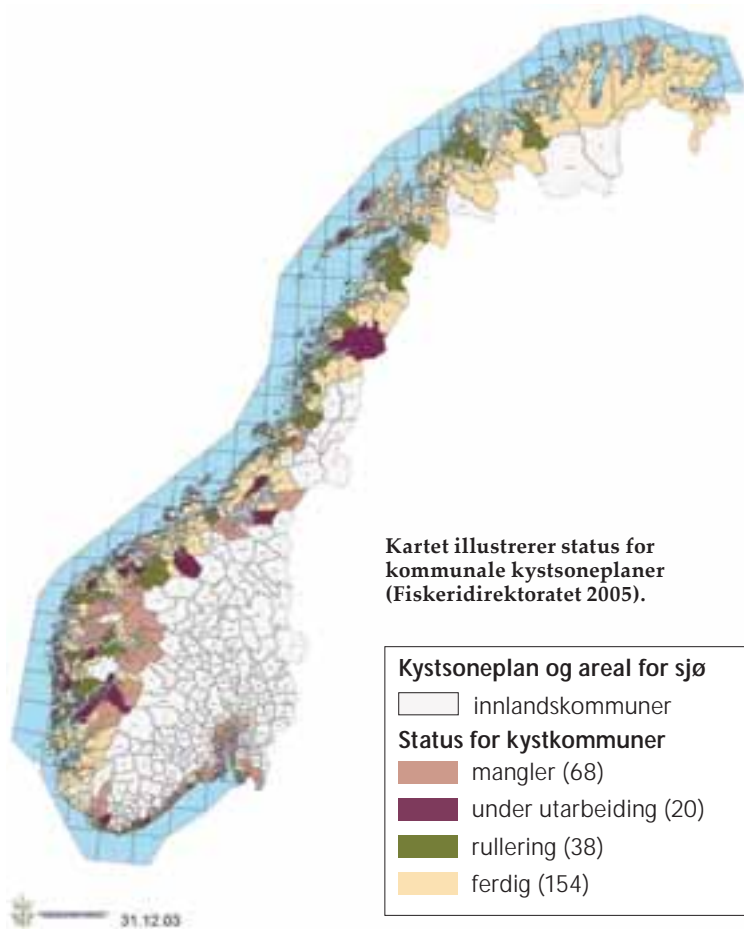 Kartet illustrerer status for
kommunale kystsoneplaner
(Fiskeridirektoratet 2005).
Kystsoneplan og areal for sjø
innlandskommuner
Status for kystkommuner
mangler (68)
under utarbeiding (20)
rullering (38)
ferdig (154)
31.12.03